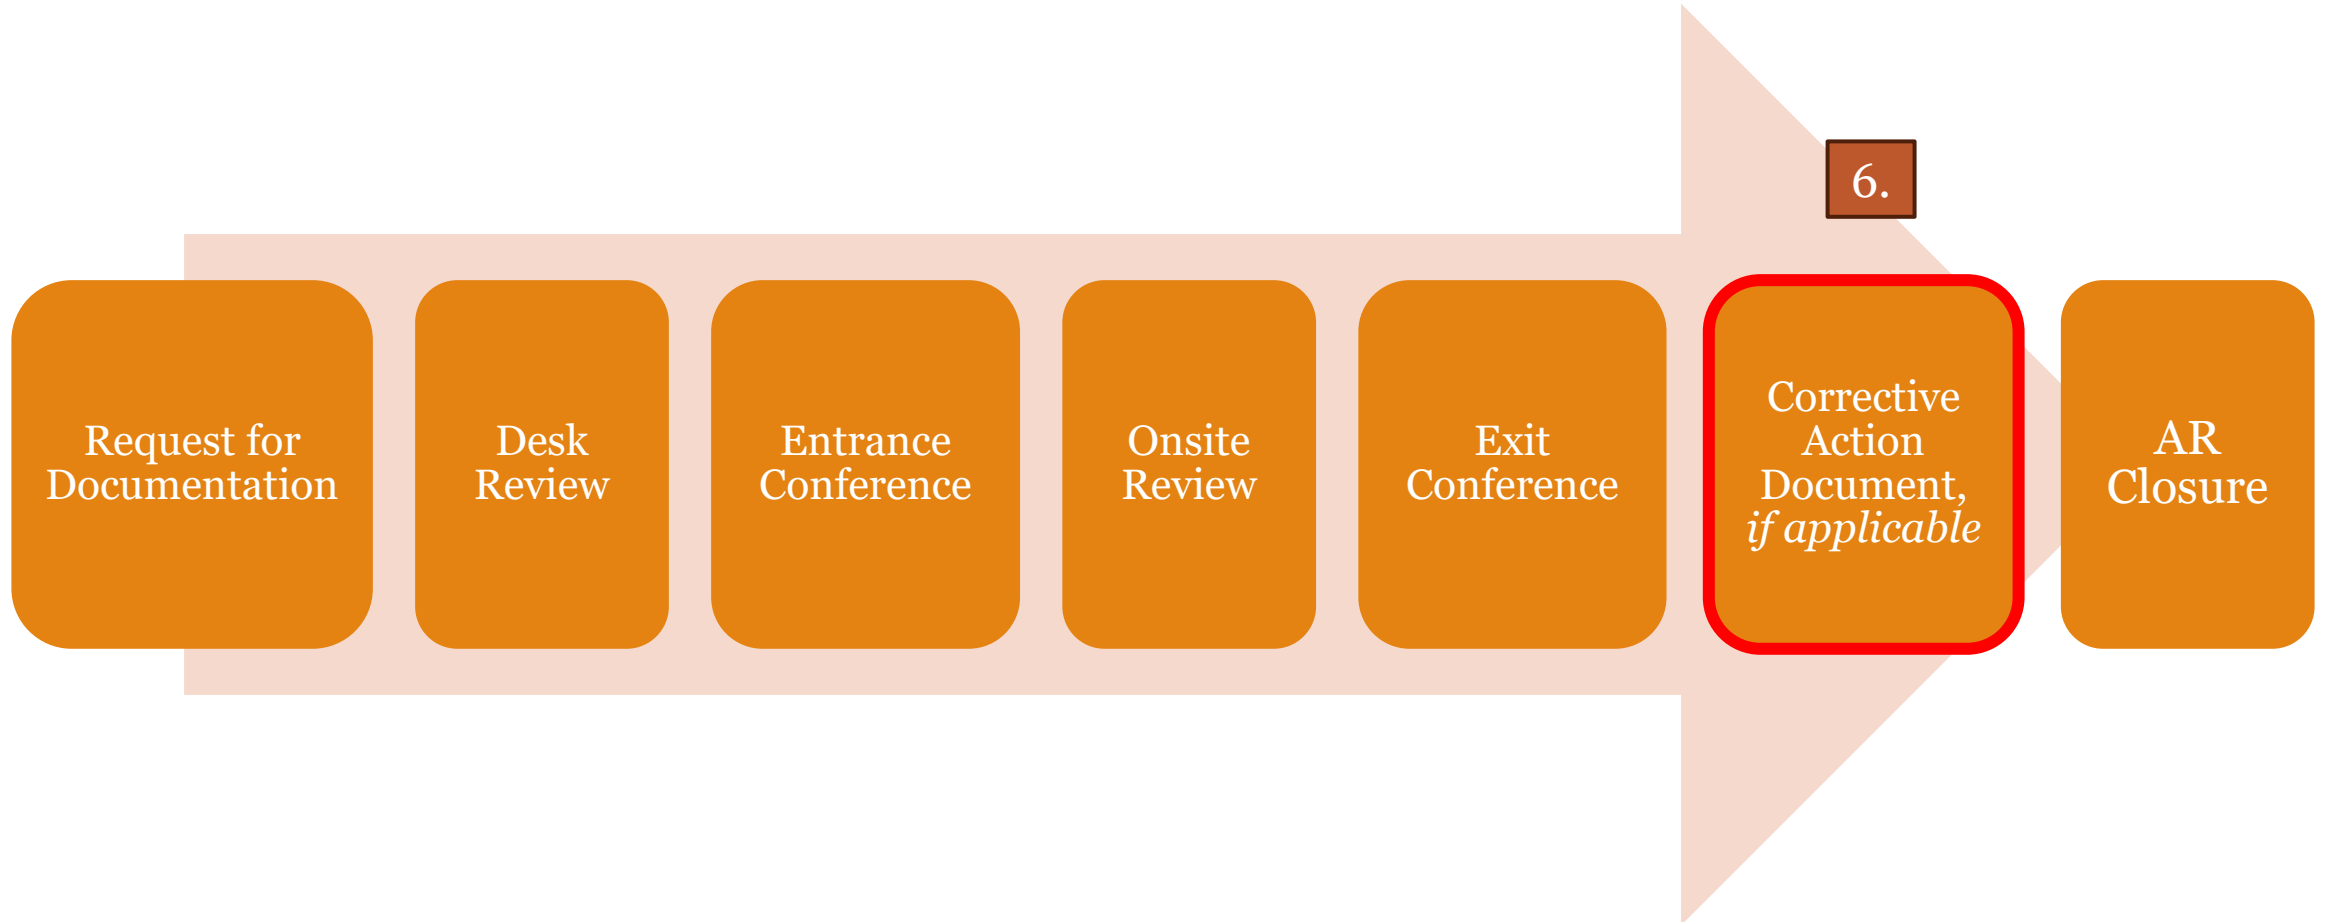 6.
Request for
Documentation
Desk
Review
Entrance
Conference
Onsite
Review
Exit
Conference
Corrective
Action
Document,
if applicable
AR
Closure